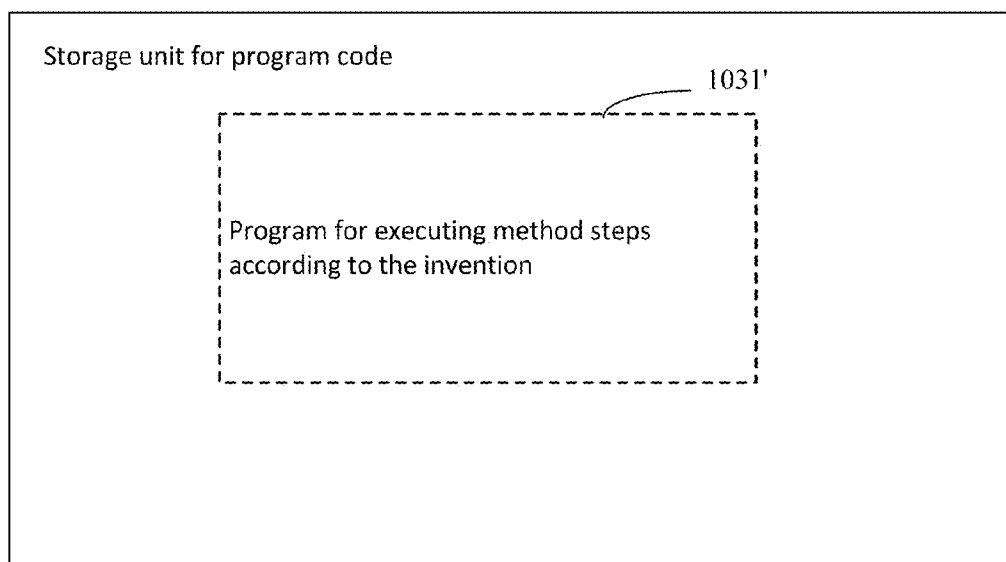 Storage unit for program code
1031'
Program for executing method steps
according to the invention